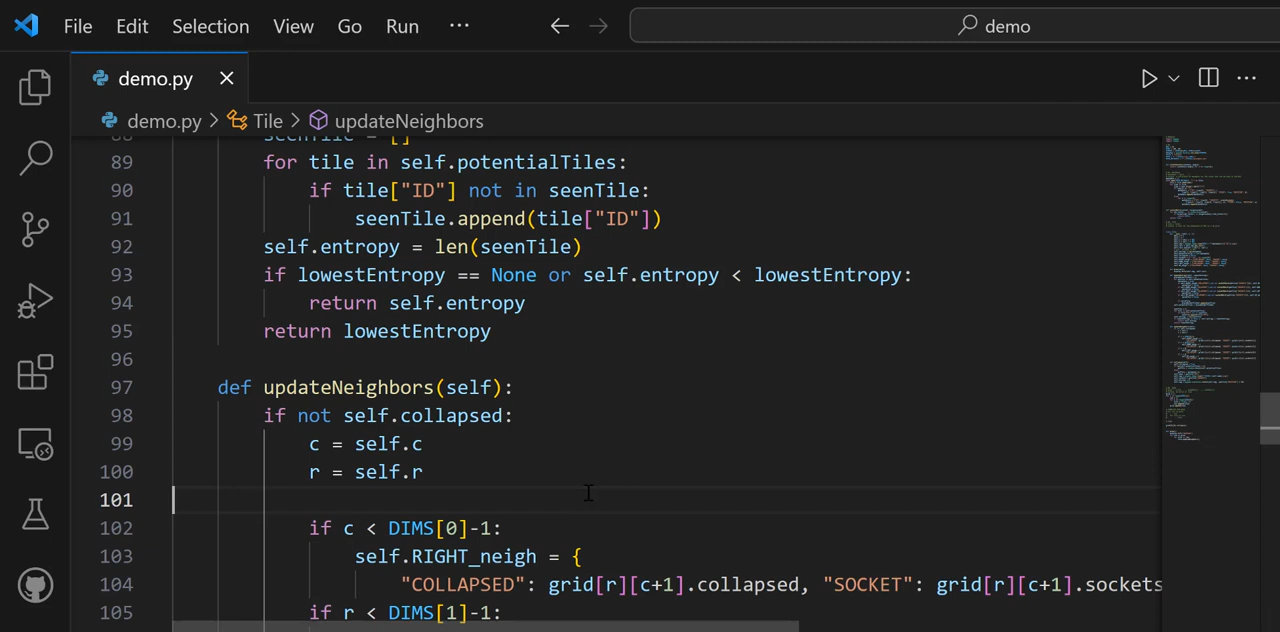 File Edit Selection View Go Run ··· demo
demo.py
demo.py > Tile > updateNeighbors
88 seenTile = []
89 for tile in self.potentialTiles:
90 if tile["ID"] not in seenTile:
91 seenTile.append(tile["ID"])
92 self.entropy = len(seenTile)
93 if lowestEntropy == None or self.entropy < lowestEntropy:
94 return self.entropy
95 return lowestEntropy
96
97 def updateNeighbors(self):
98 if not self.collapsed:
99 c = self.c
100 r = self.r
101
102 if c < DIMS[0]-1:
103 self.RIGHT_neigh = {
104 "COLLAPSED": grid[r][c+1].collapsed, "SOCKET": grid[r][c+1].sockets
105 if r < DIMS[1]-1: